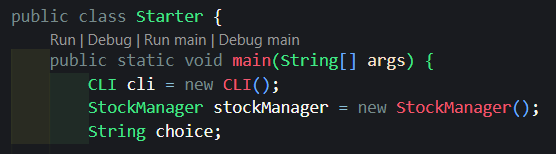 public class Starter {
Run | Debug | Run main | Debug main
public static void main(String[] args) {
CLI cli = new CLI();
StockManager stockManager = new StockManager();
String choice;